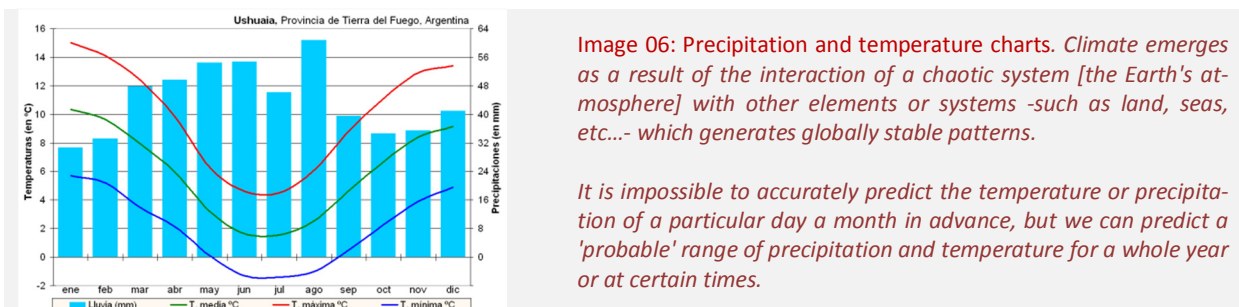 Ushuaia, Provincia de Tierra del Fuego, Argentina
16
14
12
10
8
6
4
2
0
-2
Temperaturas (en ºC)
64
56
48
40
32
24
16
8
0
Precipitaciones (en mm)
ene feb mar abr may jun jul ago sep oct nov dic
Lluvia (mm) T. media ºC T. máxima ºC T. mínima ºC
Image 06: Precipitation and temperature charts. Climate emerges
as a result of the interaction of a chaotic system [the Earth's at-
mosphere] with other elements or systems -such as land, seas,
etc...- which generates globally stable patterns.
It is impossible to accurately predict the temperature or precipita-
tion of a particular day a month in advance, but we can predict a
'probable' range of precipitation and temperature for a whole year
or at certain times.